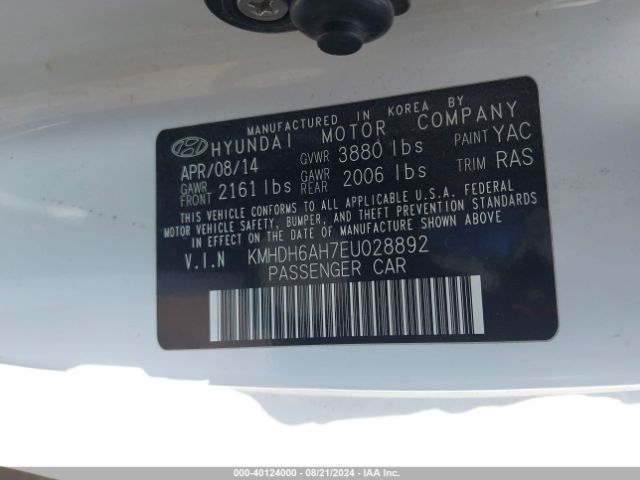 MANUFACTURED IN KOREA BY
HYUNDAI MOTOR COMPANY
APR/08/14 GVWR 3880 lbs PAINT YAC
GAWR FRONT 2161 lbs GAWR REAR 2006 lbs TRIM RAS
THIS VEHICLE CONFORMS TO ALL APPLICABLE U.S.A. FEDERAL
MOTOR VEHICLE SAFETY, BUMPER, AND THEFT PREVENTION STANDARDS
IN EFFECT ON THE DATE OF MANUFACTURE SHOWN ABOVE
V.I.N KMHDH6AH7EU028892
PASSENGER CAR
000-40124000 - 08/21/2024 - IAA Inc.